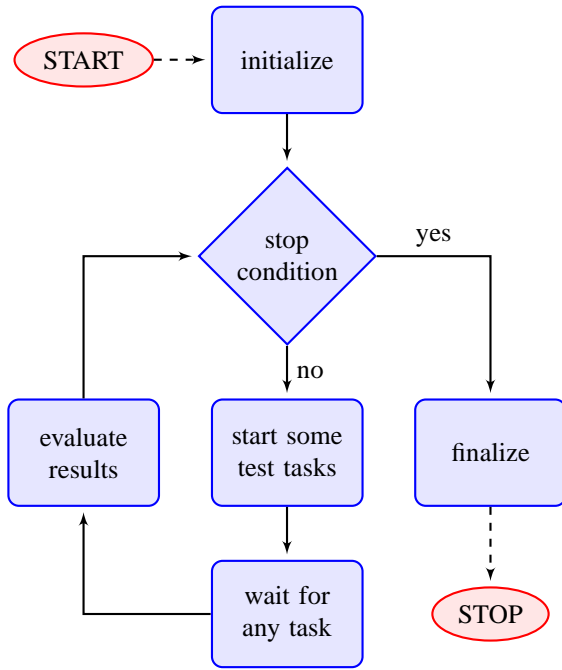 START
initialize
stop
condition
yes
no
evaluate
results
start some
test tasks
finalize
wait for
any task
STOP